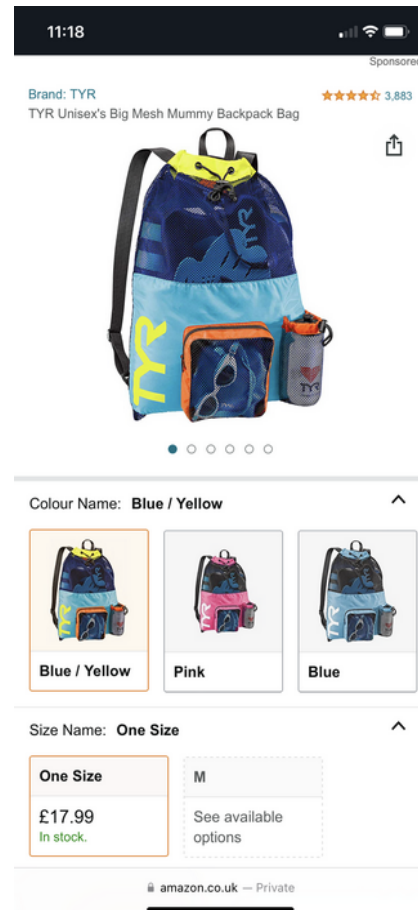 11:18
Sponsored
Brand: TYR
3,883
TYR Unisex's Big Mesh Mummy Backpack Bag
TYR
TYR
TYR
Colour Name: Blue / Yellow
Blue / Yellow
Pink
Blue
Size Name: One Size
One Size
M
£17.99
See available
In stock.
options
amazon.co.uk — Private